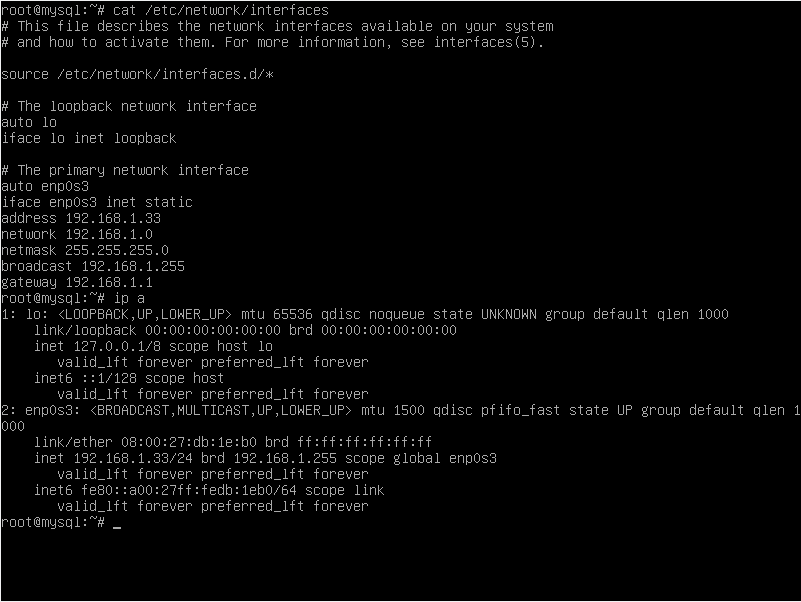 root@mysql:~# cat /etc/network/interfaces
# This file describes the network interfaces available on your system
# and how to activate them. For more information, see interfaces(5).
source /etc/network/interfaces.d/*
# The loopback network interface
auto lo
iface lo inet loopback
# The primary network interface
auto enp0s3
iface enp0s3 inet static
address 192.168.1.33
network 192.168.1.0
netmask 255.255.255.0
broadcast 192.168.1.255
gateway 192.168.1.1
root@mysql:~# ip a
1: lo: <LOOPBACK,UP,LOWER_UP> mtu 65536 qdisc noqueue state UNKNOWN group default qlen 1000
    link/loopback 00:00:00:00:00:00 brd 00:00:00:00:00:00
    inet 127.0.0.1/8 scope host lo
       valid_lft forever preferred_lft forever
    inet6 ::1/128 scope host
       valid_lft forever preferred_lft forever
2: enp0s3: <BROADCAST,MULTICAST,UP,LOWER_UP> mtu 1500 qdisc pfifo_fast state UP group default qlen 1
000
    link/ether 08:00:27:db:1e:b0 brd ff:ff:ff:ff:ff:ff
    inet 192.168.1.33/24 brd 192.168.1.255 scope global enp0s3
       valid_lft forever preferred_lft forever
    inet6 fe80::a00:27ff:fedb:1eb0/64 scope link
       valid_lft forever preferred_lft forever
root@mysql:~# _